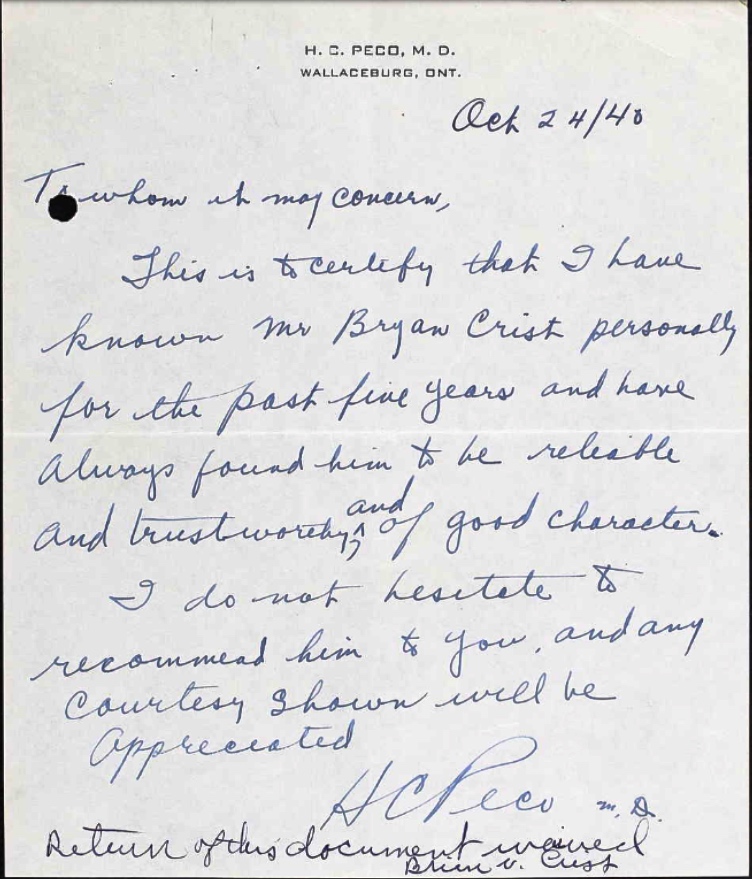 H. C. PECO, M. D.
WALLACEBURG, ONT.
Oct 24/40
To whom it may concern,
This is to certify that I have
known Mr Bryan Crist personally
for the past five years and have
always found him to be reliable
and trustworthy and of good character.
I do not hesitate to
recommend him to you, and any
courtesy shown will be
appreciated
H C Peco M.D.
Return of this document waived
Brian V. Crist